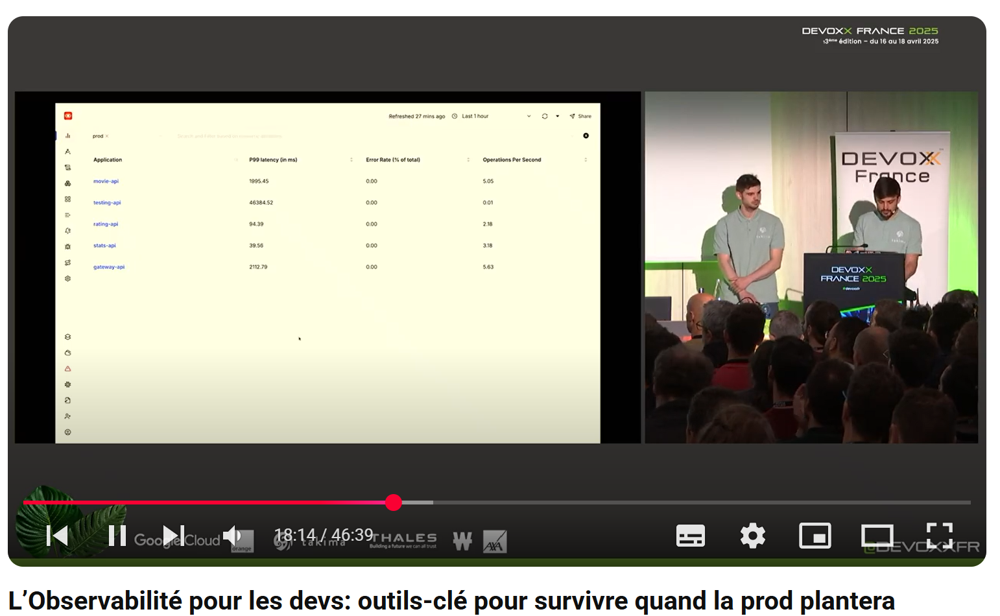 DEVOXX FRANCE 2025
13ème édition – du 16 au 18 avril 2025
Refreshed 27 mins ago Last 1 hour Share
prod ×
Application P99 latency (in ms) Error Rate (% of total) Operations Per Second
movie-api 1995.45 0.00 5.05
testing-api 46384.52 0.00 0.01
rating-api 94.39 0.00 2.18
stats-api 39.56 0.00 3.18
gateway-api 2112.79 0.00 5.63
DEVOXX
France
DEVOXX
FRANCE 2025
@devoxxfr
Google Cloud
orange
takima
THALES
Building a future we can all trust
W
AXA
18:14 / 46:39
@DEVOXXFR
L’Observabilité pour les devs: outils-clé pour survivre quand la prod plantera